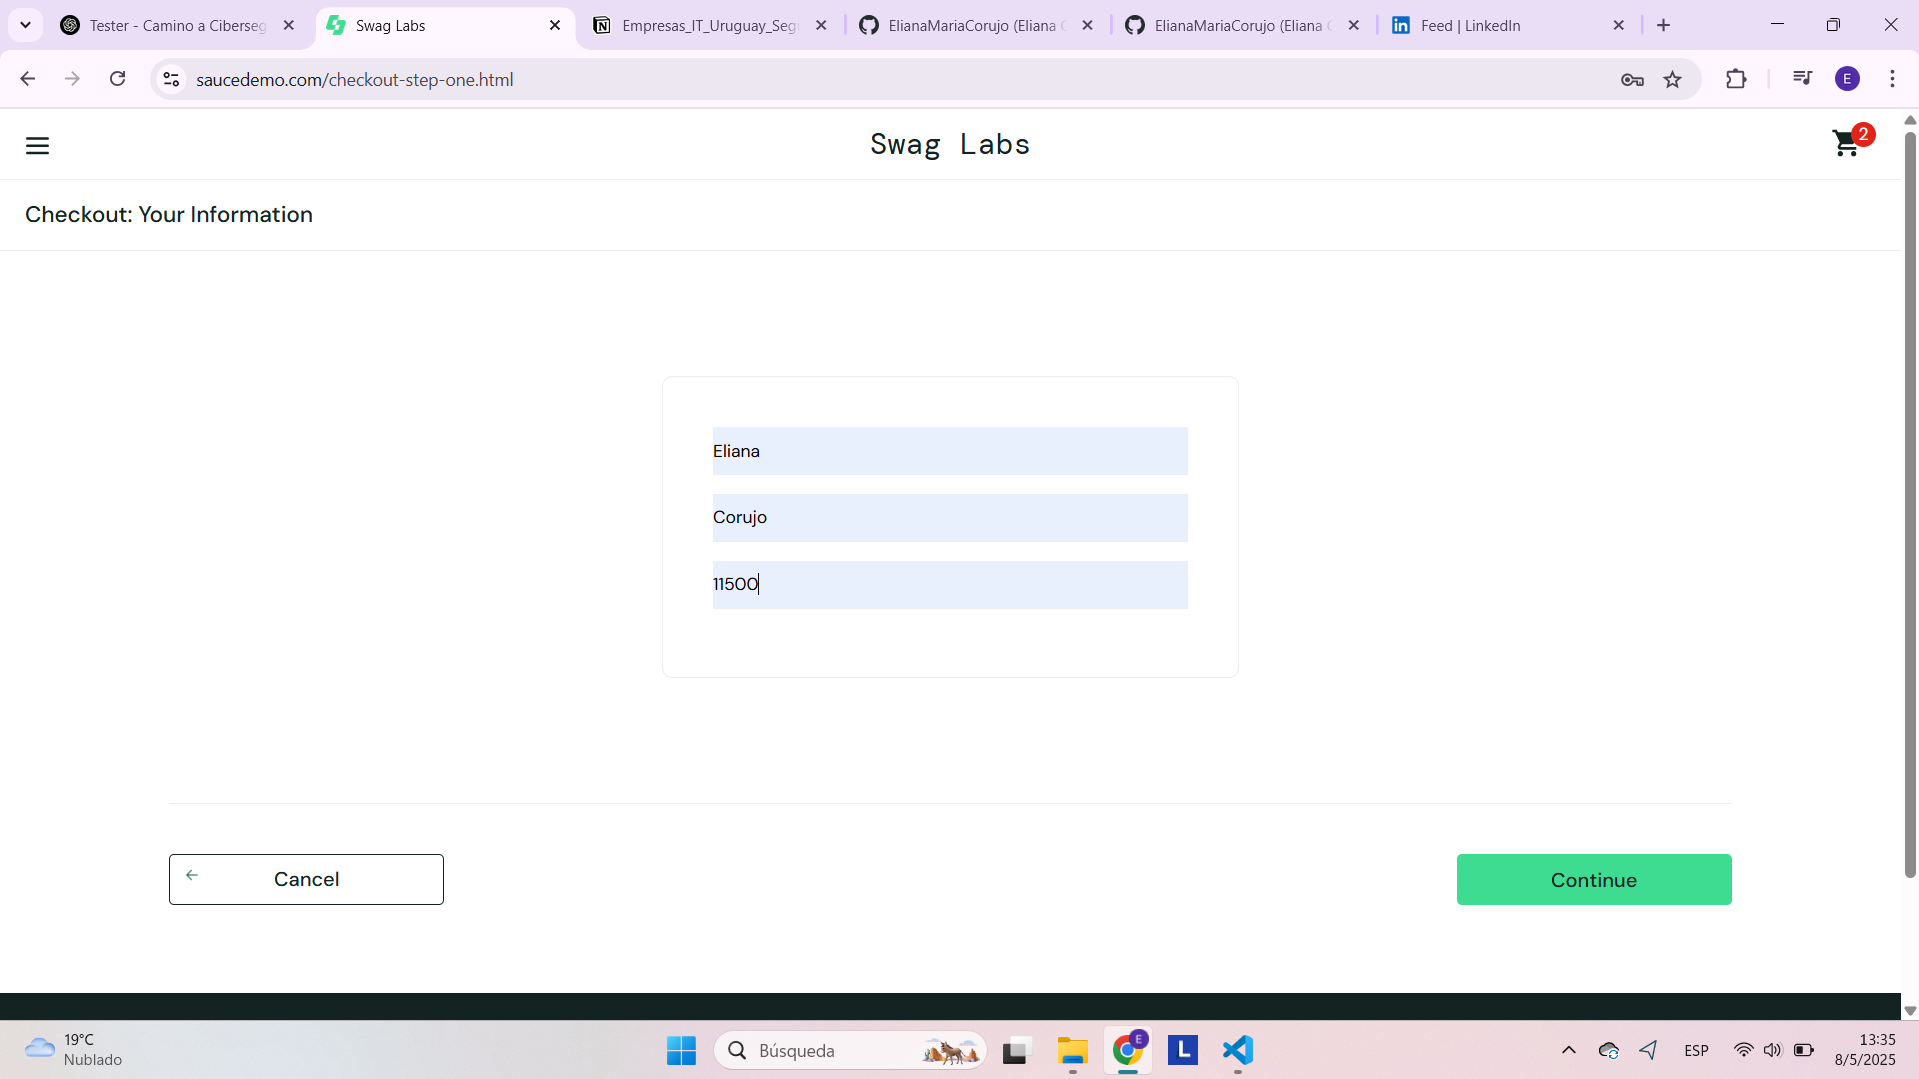 Tester - Camino a Ciberseg
Swag Labs
Empresas_IT_Uruguay_Seg
ElianaMariaCorujo (Eliana C
ElianaMariaCorujo (Eliana C
Feed | LinkedIn
saucedemo.com/checkout-step-one.html
E
Swag Labs
2
Checkout: Your Information
Eliana
Corujo
11500
Cancel
Continue
19°C
Nublado
Búsqueda
E
L
ESP
13:35
8/5/2025